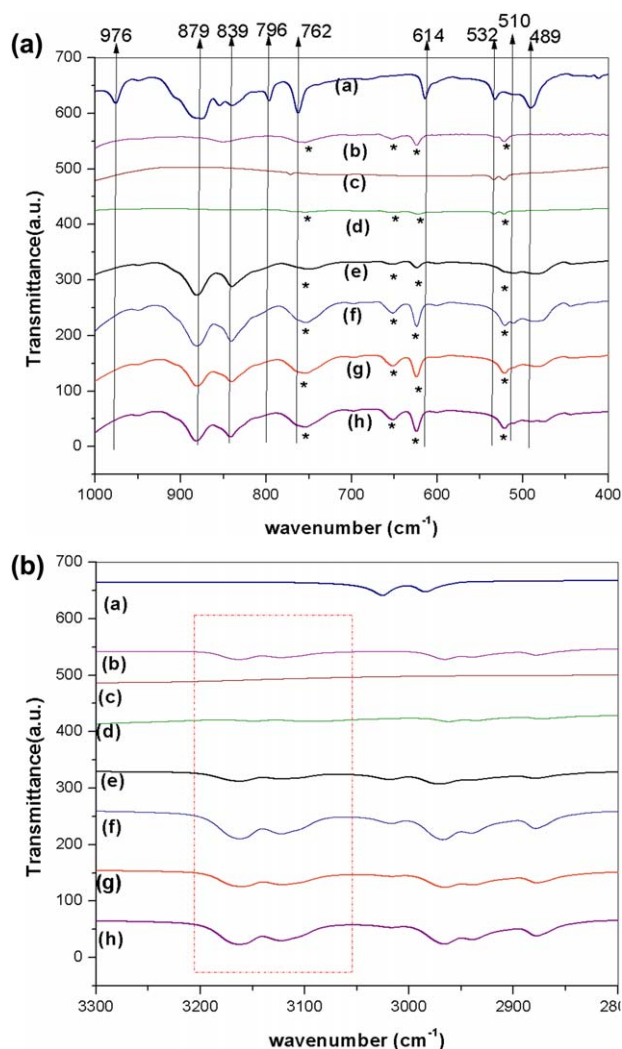 976 879 839 796 762 614 532 510 489
(a)
700
600
500
400
300
200
100
0
Transmittance(a.u.)
(a)
(b)
* * * *
(c)
(d)
* * * *
(e)
* * * *
(f)
* * * *
(g)
* * * *
(h)
* * * *
1000 900 800 700 600 500 400
wavenumber (cm-1)
(b)
700
600
500
400
300
200
100
0
Transmittance(a.u.)
(a)
(b)
(c)
(d)
(e)
(f)
(g)
(h)
3300 3200 3100 3000 2900 280
wavenumber (cm-1)